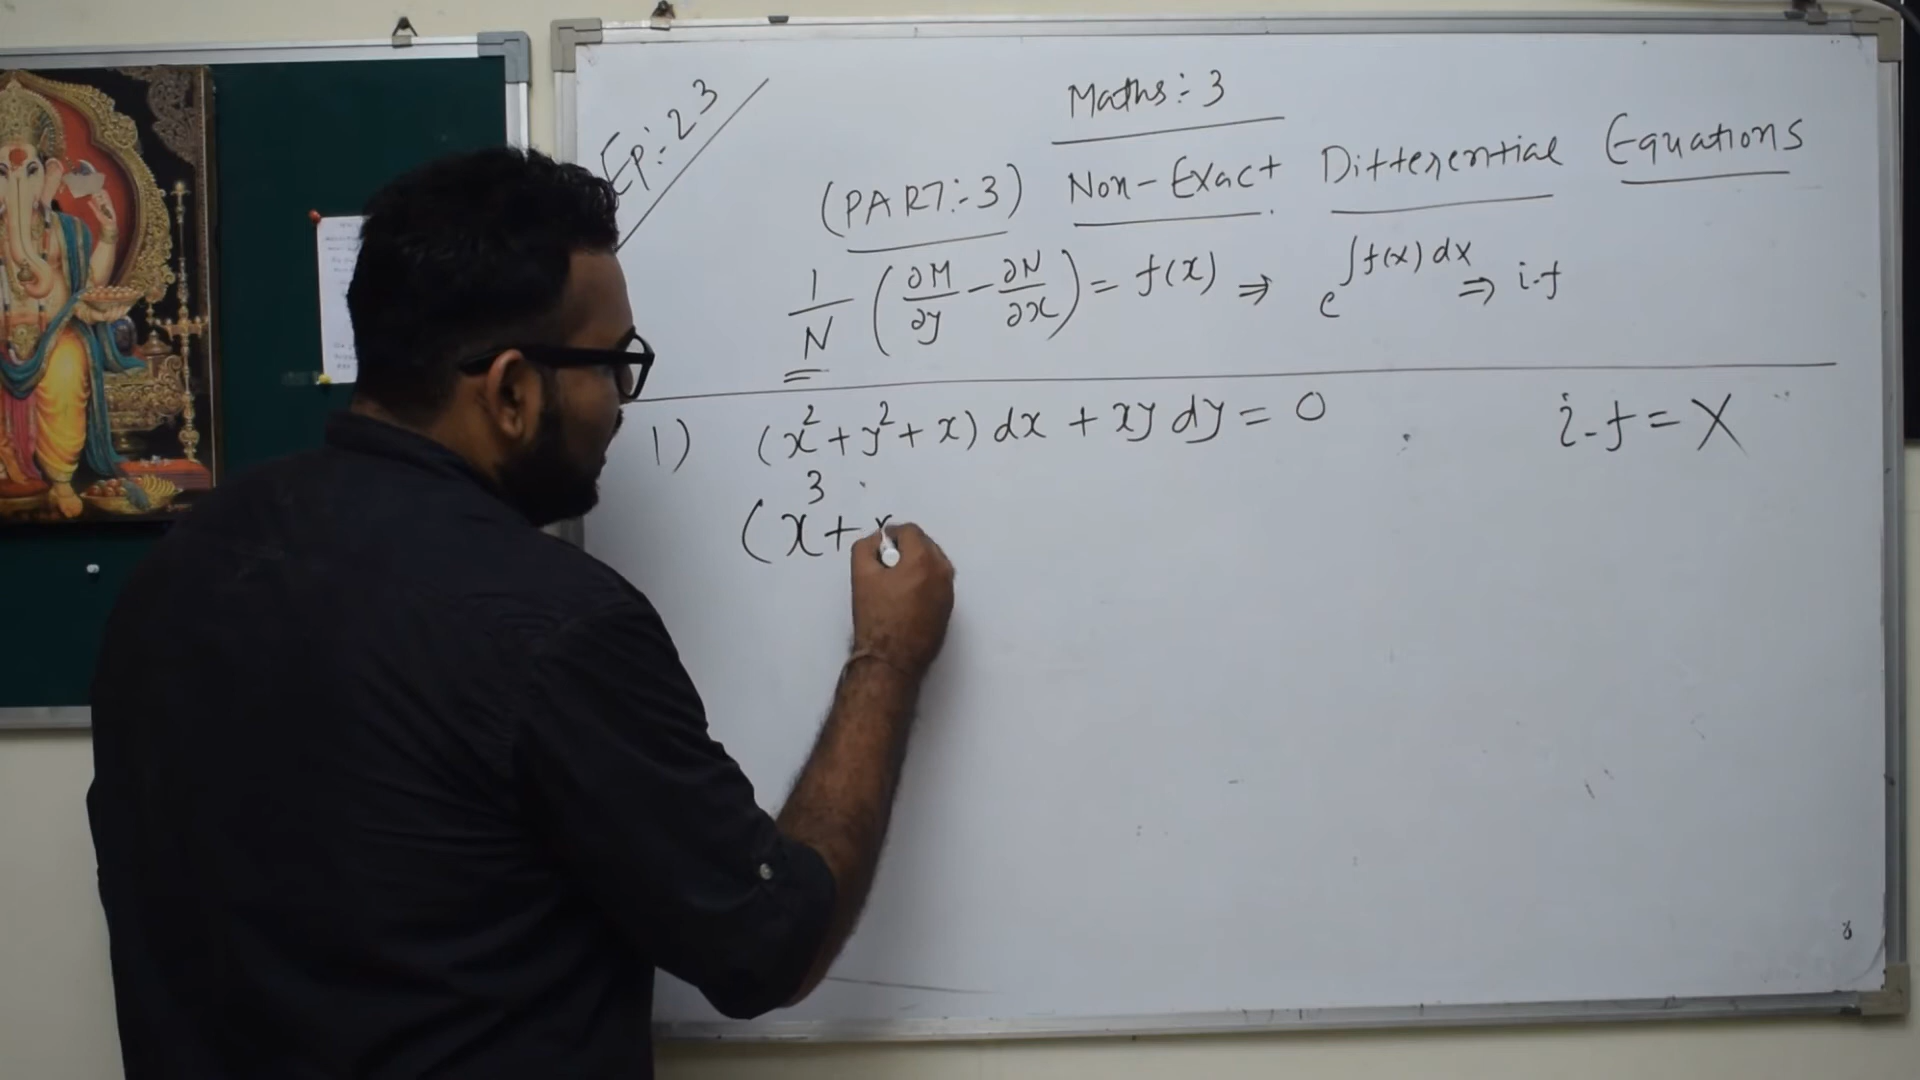 Ep:-23
Maths:-3
(PART:-3) Non-Exact Differential Equations
1/N (∂M/∂y - ∂N/∂x) = f(x) ⇒ e^∫f(x)dx ⇒ i.f
1) (x²+y²+x) dx + xy dy = 0
i.f = X
(x³+x